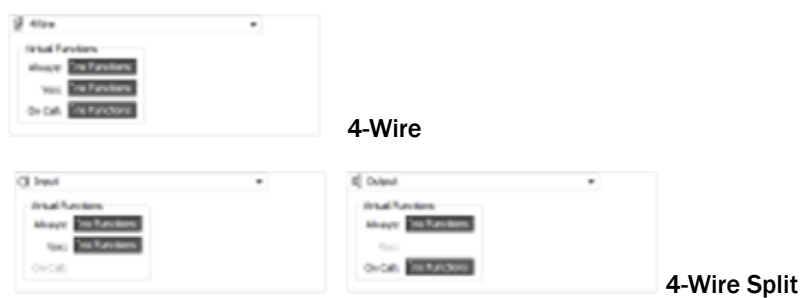 4-Wire
Virtual Functions
Always:
Vox:
On Call:
4-Wire
Input
Output
Virtual Functions
Virtual Functions
Always:
Always:
Vox:
Vox:
On Call:
On Call:
4-Wire Split